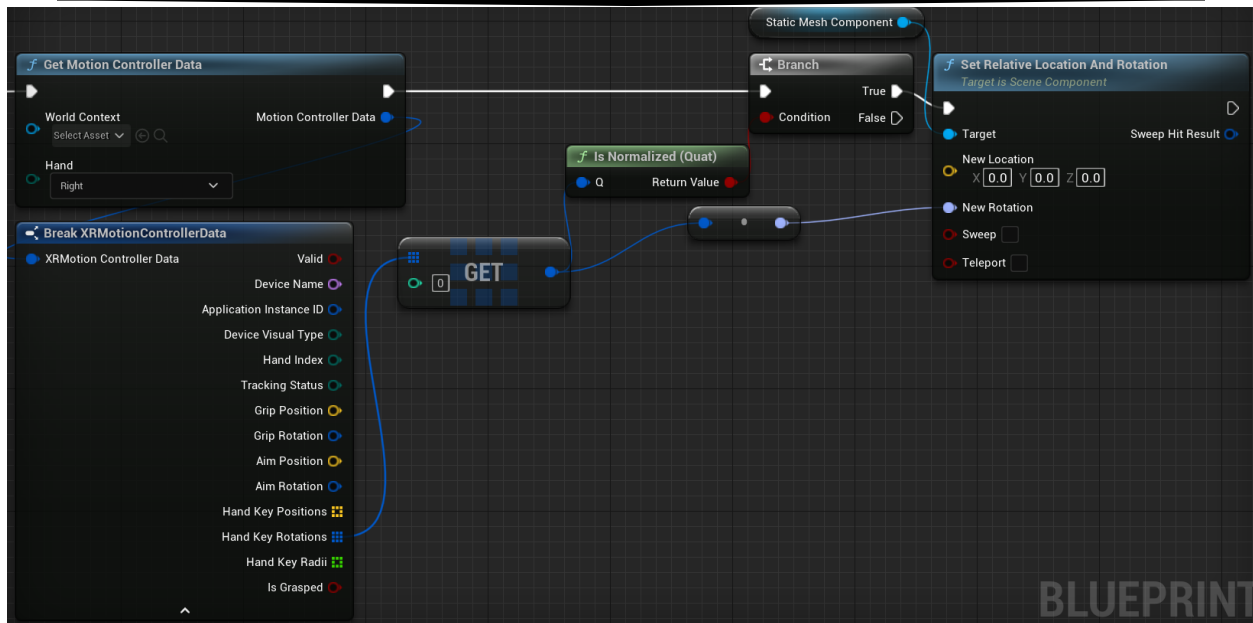 Static Mesh Component
Get Motion Controller Data
World Context
Select Asset
Motion Controller Data
Hand
Right
Branch
True
Condition
False
Set Relative Location And Rotation
Target is Scene Component
Target
Sweep Hit Result
New Location
X 0.0 Y 0.0 Z 0.0
New Rotation
Sweep
Teleport
Is Normalized (Quat)
Q
Return Value
Break XRMotionControllerData
XRMotion Controller Data
Valid
Device Name
Application Instance ID
Device Visual Type
Hand Index
Tracking Status
Grip Position
Grip Rotation
Aim Position
Aim Rotation
Hand Key Positions
Hand Key Rotations
Hand Key Radii
Is Grasped
GET
0
BLUEPRINT